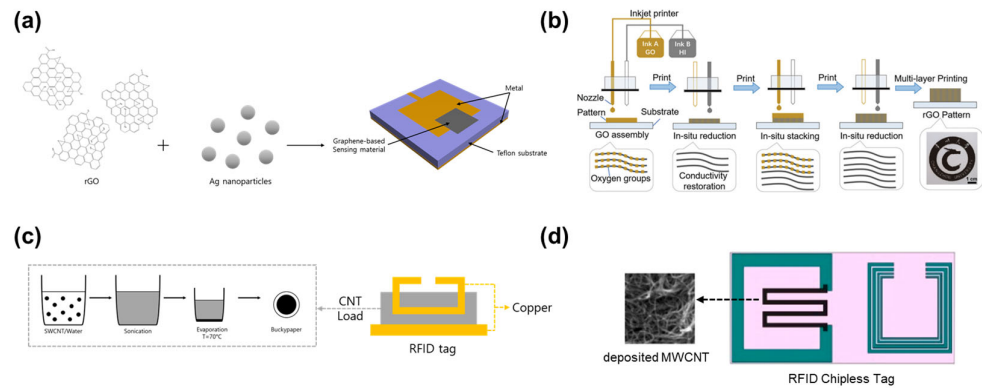 (a)
rGO
+
Ag nanoparticles
Metal
Graphene-based
Sensing material
Teflon substrate
(b)
Inkjet printer
Ink A
GO
Ink B
HI
Print
Print
Print
Multi-layer Printing
Nozzle
Pattern
Substrate
GO assembly
In-situ reduction
In-situ stacking
In-situ reduction
rGO Pattern
Oxygen groups
Conductivity
restoration
1 cm
(c)
SWCNT/Water
Sonication
Evaporation
T=70°C
Buckypaper
CNT
Load
Copper
RFID tag
(d)
deposited MWCNT
RFID Chipless Tag